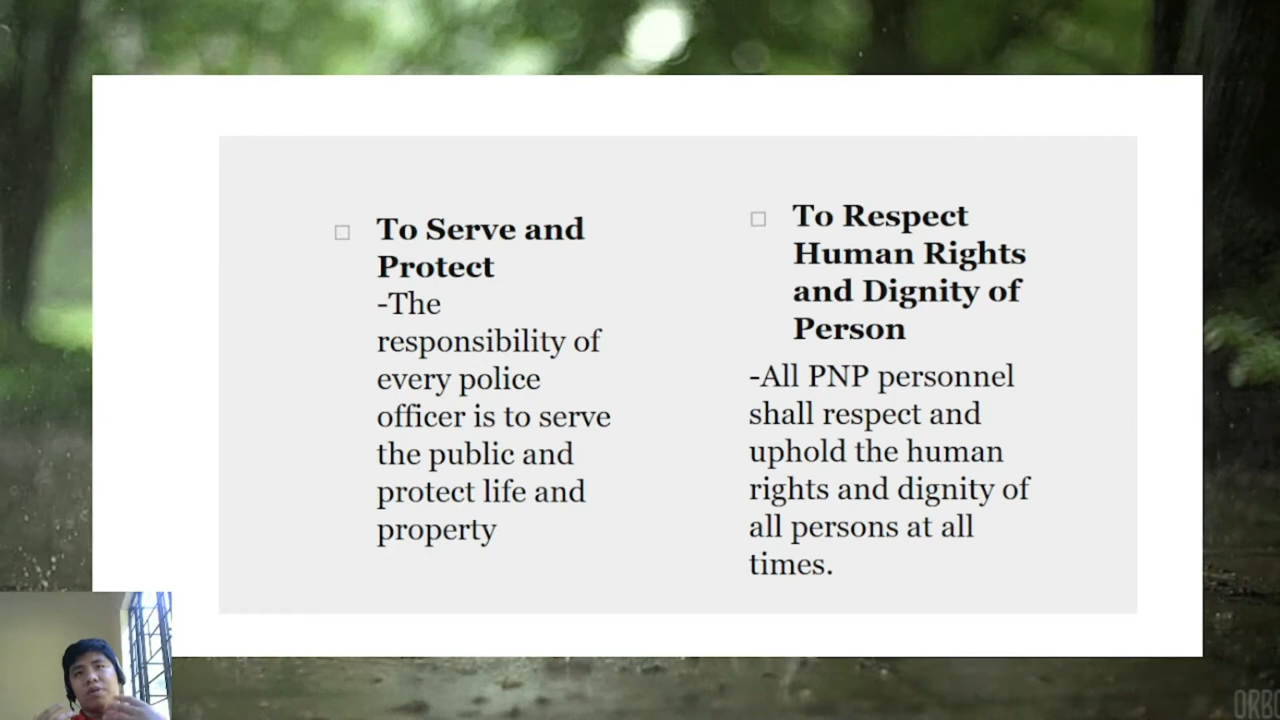 To Serve and
Protect
-The
responsibility of
every police
officer is to serve
the public and
protect life and
property
To Respect
Human Rights
and Dignity of
Person
-All PNP personnel
shall respect and
uphold the human
rights and dignity of
all persons at all
times.